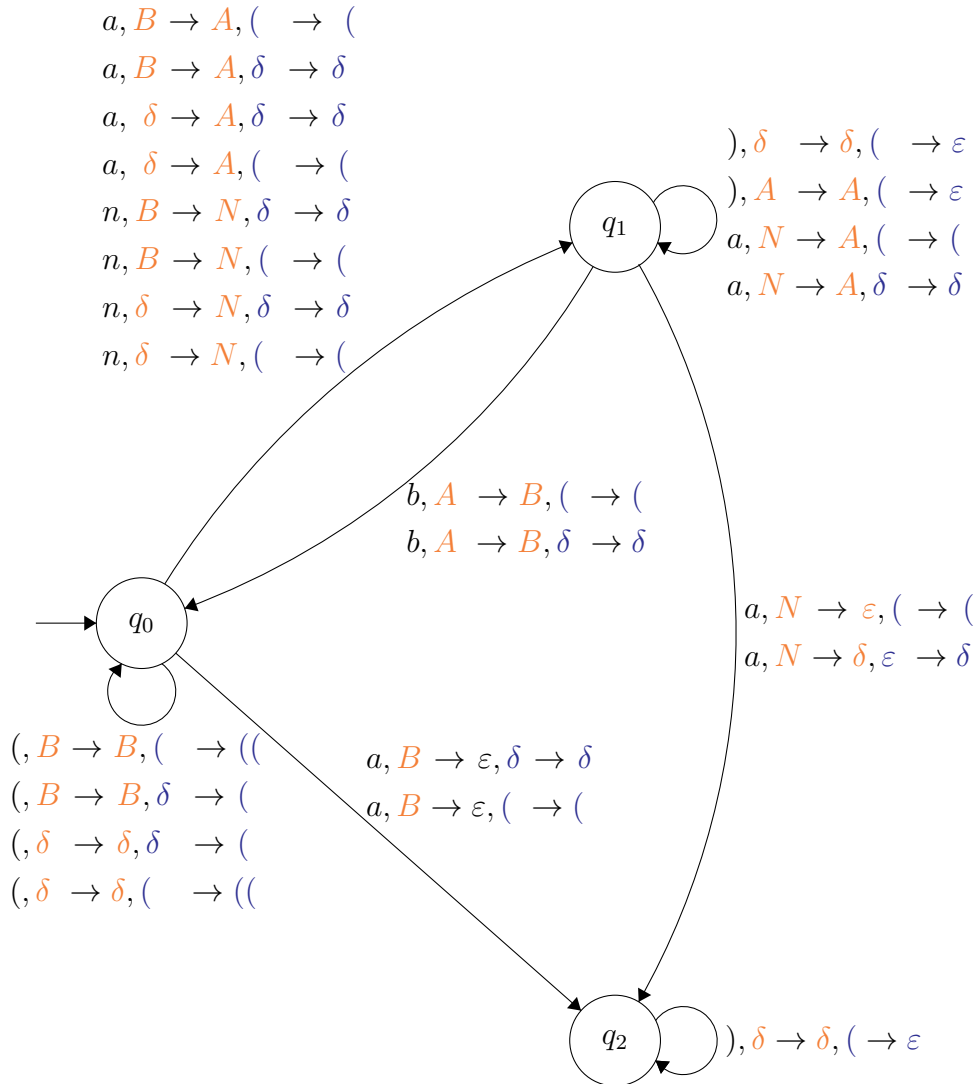 a, B → A, ( → (
a, B → A, δ → δ
a, δ → A, δ → δ
a, δ → A, ( → (
n, B → N, δ → δ
n, B → N, ( → (
n, δ → N, δ → δ
n, δ → N, ( → (
), δ → δ, ( → ε
), A → A, ( → ε
a, N → A, ( → (
a, N → A, δ → δ
q₁
b, A → B, ( → (
b, A → B, δ → δ
a, N → ε, ( → (
a, N → δ, ε → δ
q₀
(, B → B, ( → ((
(, B → B, δ → (
(, δ → δ, δ → (
(, δ → δ, ( → ((
a, B → ε, δ → δ
a, B → ε, ( → (
q₂
), δ → δ, ( → ε